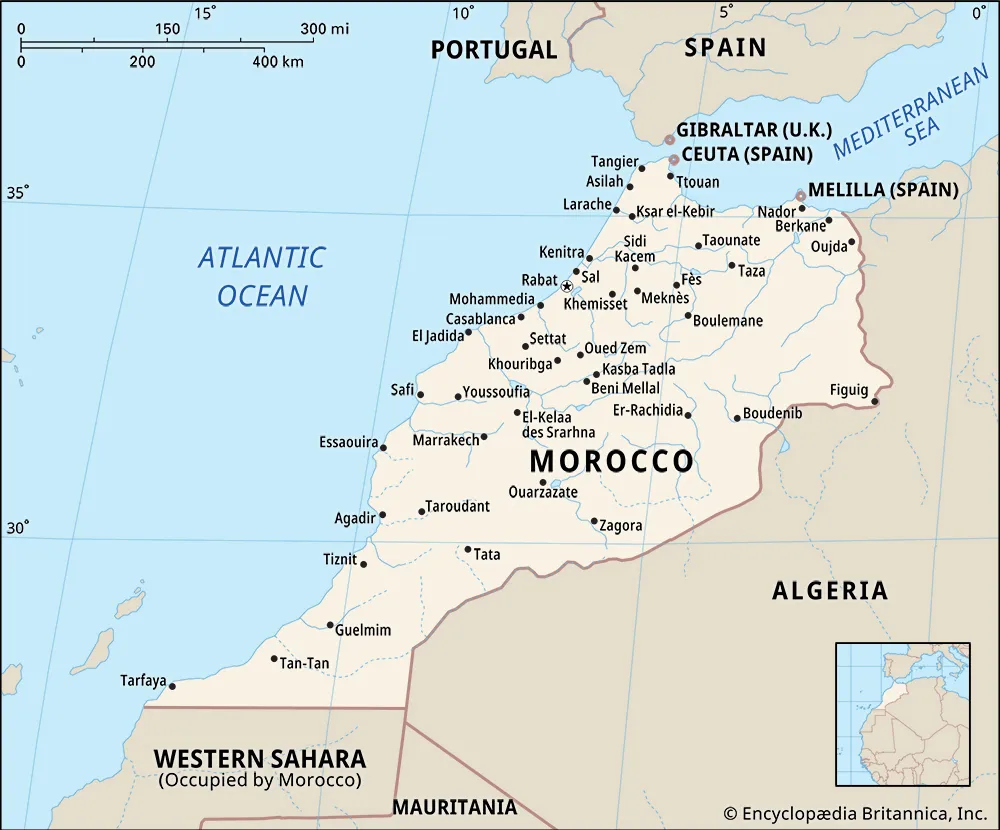 15°
10°
5°
0°
0 150 300 mi
0 200 400 km
PORTUGAL
SPAIN
MEDITERRANEAN
SEA
GIBRALTAR (U.K.)
CEUTA (SPAIN)
Tangier
Asilah
Ttouan
MELILLA (SPAIN)
35°
Larache
Ksar el-Kebir
Nador
Berkane
Oujda
ATLANTIC
OCEAN
Kenitra
Sidi
Kacem
Taounate
Sal
Taza
Rabat
Fès
Khemisset
Meknès
Mohammedia
Casablanca
Boulemane
El Jadida
Settat
Oued Zem
Khouribga
Kasba Tadla
Beni Mellal
Safi
Youssoufia
Figuig
El-Kelaa
des Srarhna
Er-Rachidia
Boudenib
Essaouira
Marrakech
MOROCCO
Ouarzazate
Agadir
Taroudant
Zagora
30°
Tiznit
Tata
ALGERIA
Guelmim
Tan-Tan
Tarfaya
WESTERN SAHARA
(Occupied by Morocco)
MAURITANIA
© Encyclopædia Britannica, Inc.